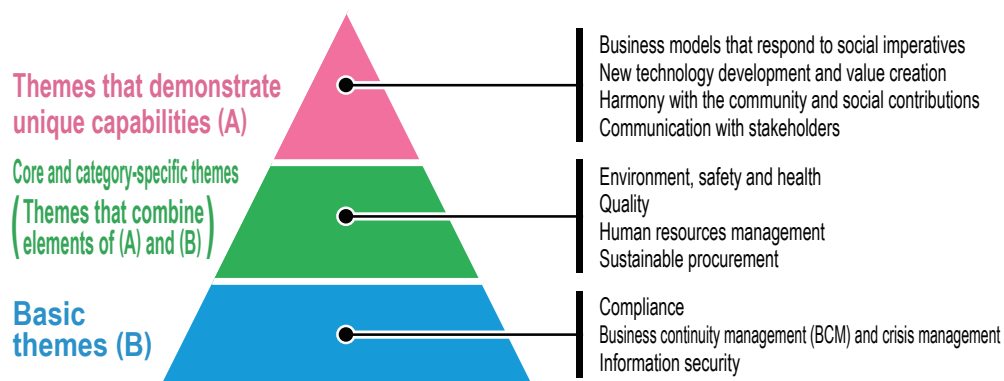 Themes that demonstrate
unique capabilities (A)
Business models that respond to social imperatives
New technology development and value creation
Harmony with the community and social contributions
Communication with stakeholders
Core and category-specific themes
(Themes that combine
elements of (A) and (B))
Environment, safety and health
Quality
Human resources management
Sustainable procurement
Basic
themes (B)
Compliance
Business continuity management (BCM) and crisis management
Information security